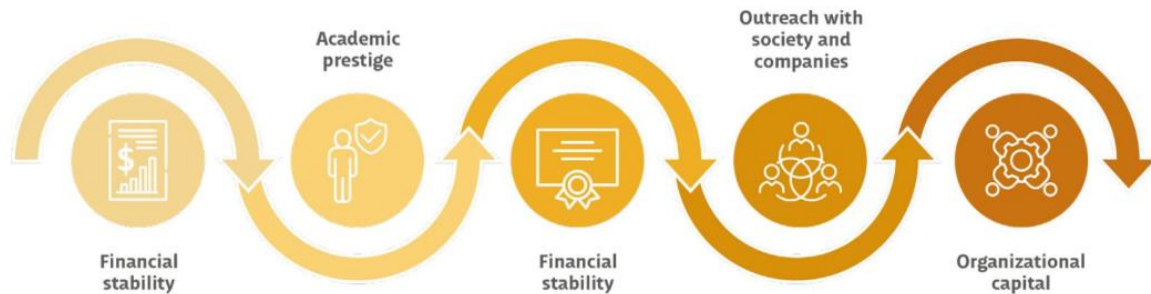 Financial
stability
Academic
prestige
Financial
stability
Outreach with
society and
companies
Organizational
capital
$